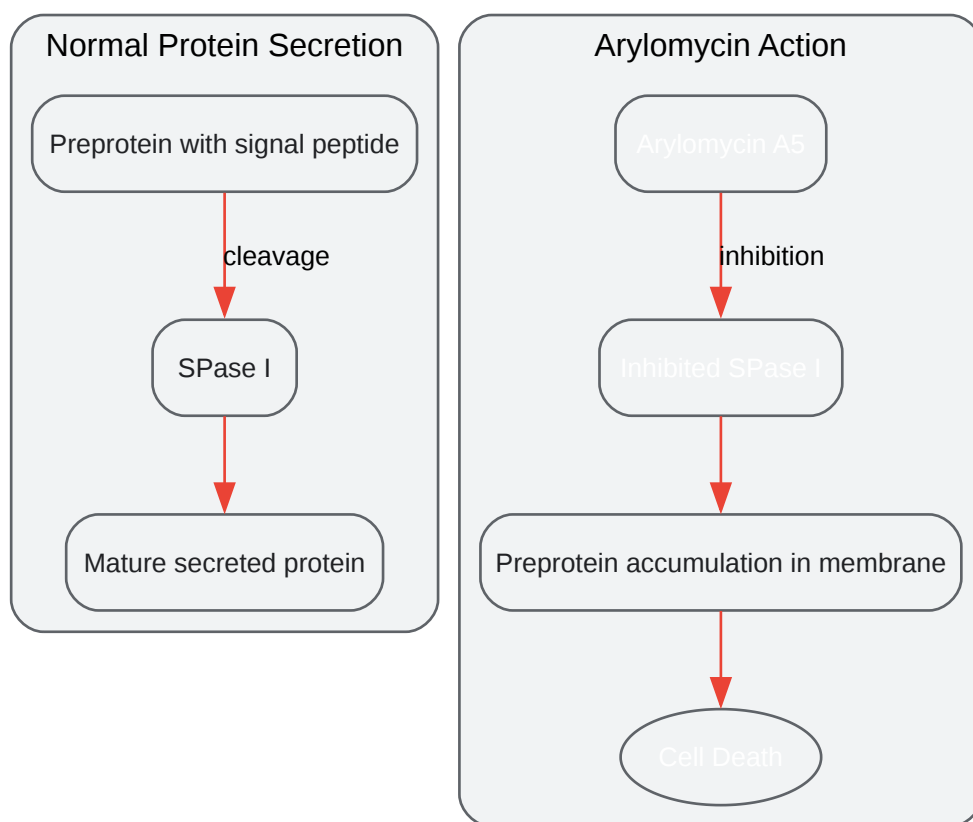 Normal Protein Secretion
Preprotein with signal peptide
cleavage
SPase I
Mature secreted protein
Arylomycin Action
Arylomycin A5
inhibition
Inhibited SPase I
Preprotein accumulation in membrane
Cell Death